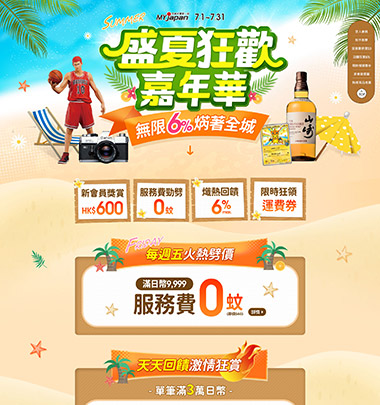 SUMMER
MYJapan 7.1~7.31
盛夏狂歡
嘉年華
無限6%焫著全城
新會員獎賞
HK$600
服務費勁劈
0蚊
熾熱回饋
6%
限時狂領
運費券
FRIDAY
每週五火熱劈價
滿日幣9,999
服務費0蚊
詳情
天天回饋激情狂賞
- 單筆滿3萬日幣 -